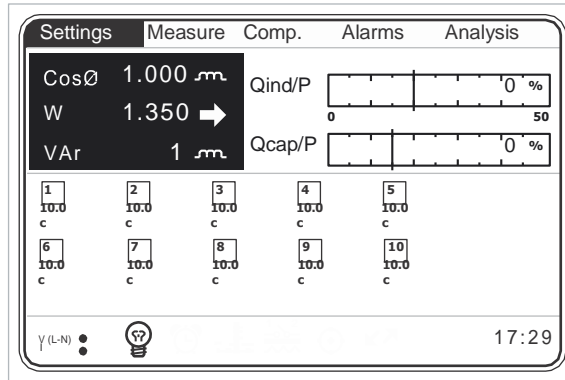 Settings Measure Comp. Alarms Analysis
CosØ 1.000
W 1.350
VAr 1
Qind/P 0 %
0 50
Qcap/P 0 %
1 2 3 4 5
10.0 10.0 10.0 10.0 10.0
c c c c c
6 7 8 9 10
10.0 10.0 10.0 10.0 10.0
c c c c c
V (L-N)
I
17:29